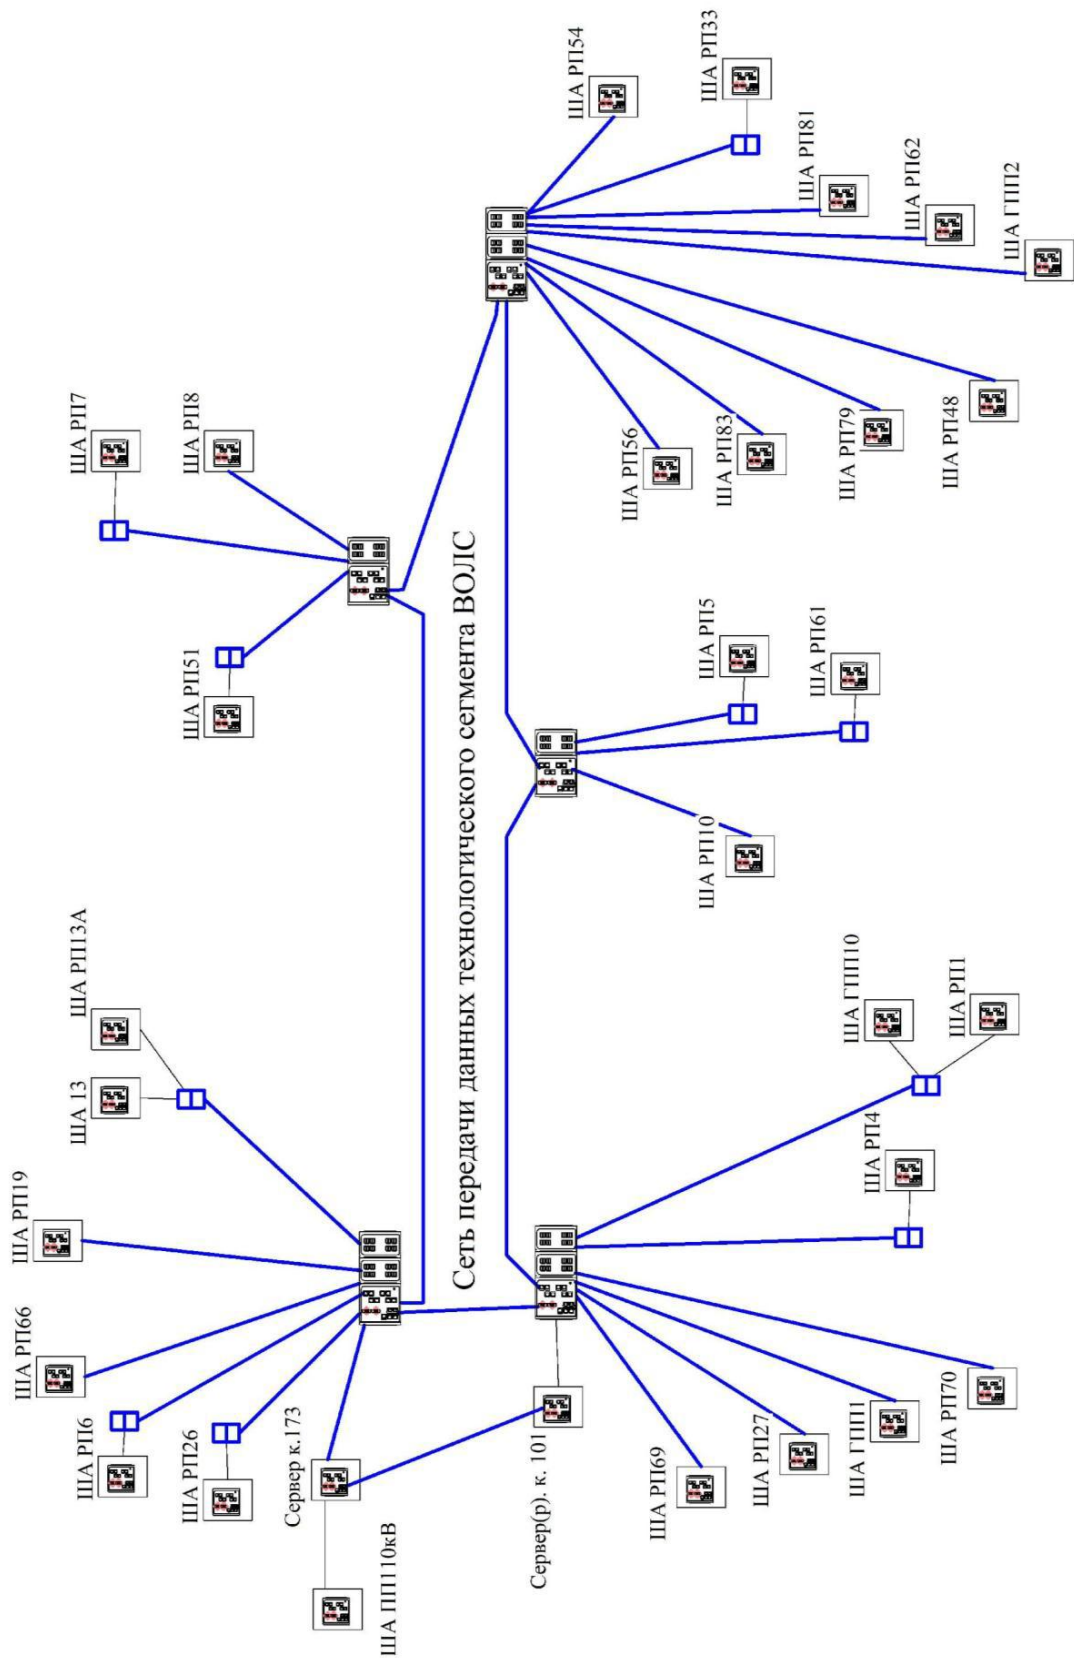 Сеть передачи данных технологического сегмента ВОЛС
ША ПП110кВ
Сервер к.173
ША РП26
ША РП6
ША РП66
ША РП19
ША 13
ША РП13А
ША РП51
ША РП7
ША РП8
Сервер(р). к. 101
ША РП69
ША РП27
ША ГПП1
ША РП70
ША РП4
ША ГПП10
ША РП1
ША РП10
ША РП5
ША РП61
ША РП56
ША РП83
ША РП79
ША РП48
ША РП54
ША РП33
ША РП81
ША РП62
ША ГПП2